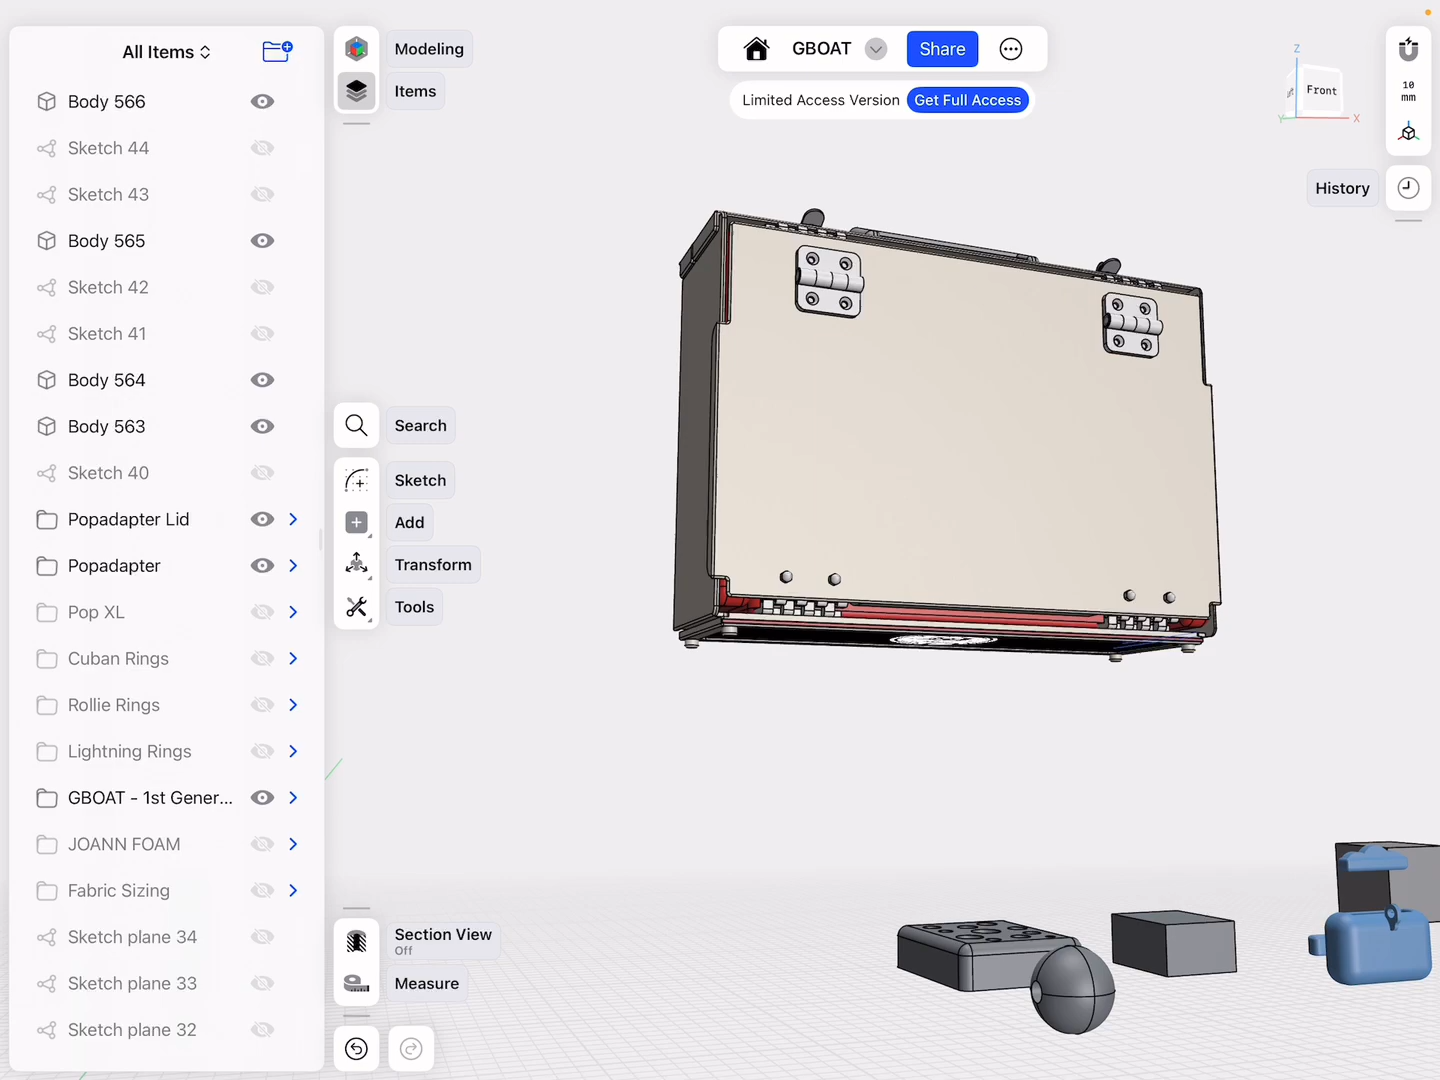 All Items
Body 566
Sketch 44
Sketch 43
Body 565
Sketch 42
Sketch 41
Body 564
Body 563
Sketch 40
Popadapter Lid
Popadapter
Pop XL
Cuban Rings
Rollie Rings
Lightning Rings
GBOAT - 1st Gener...
JOANN FOAM
Fabric Sizing
Sketch plane 34
Sketch plane 33
Sketch plane 32
Modeling
Items
Search
Sketch
Add
Transform
Tools
Section View
Off
Measure
GBOAT
Share
Limited Access Version
Get Full Access
Z
Front
Y
X
10
mm
History